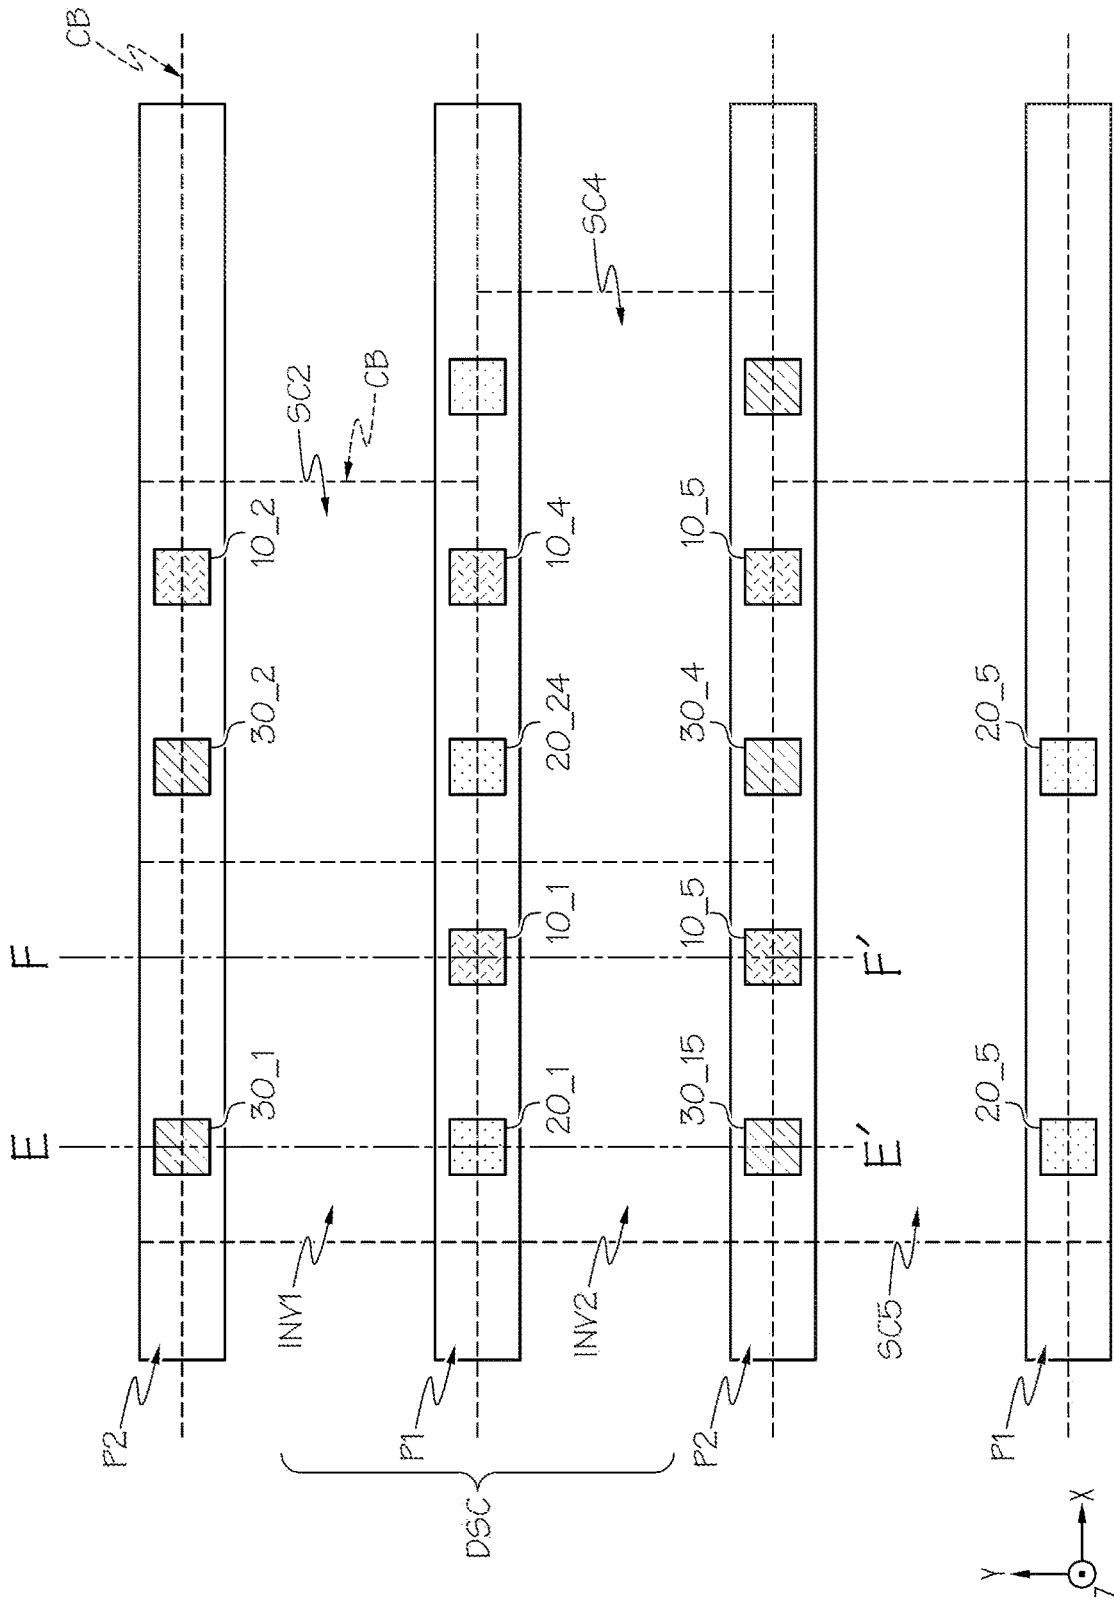 CB
P2
30_1
30_2
10_2
E
F
INV1
SC2
CB
P1
20_1
10_1
20_24
10_4
DSC
INV2
SC4
P2
30_15
10_5
30_4
10_5
E'
F'
SC5
P1
20_5
20_5
Y
X
Z